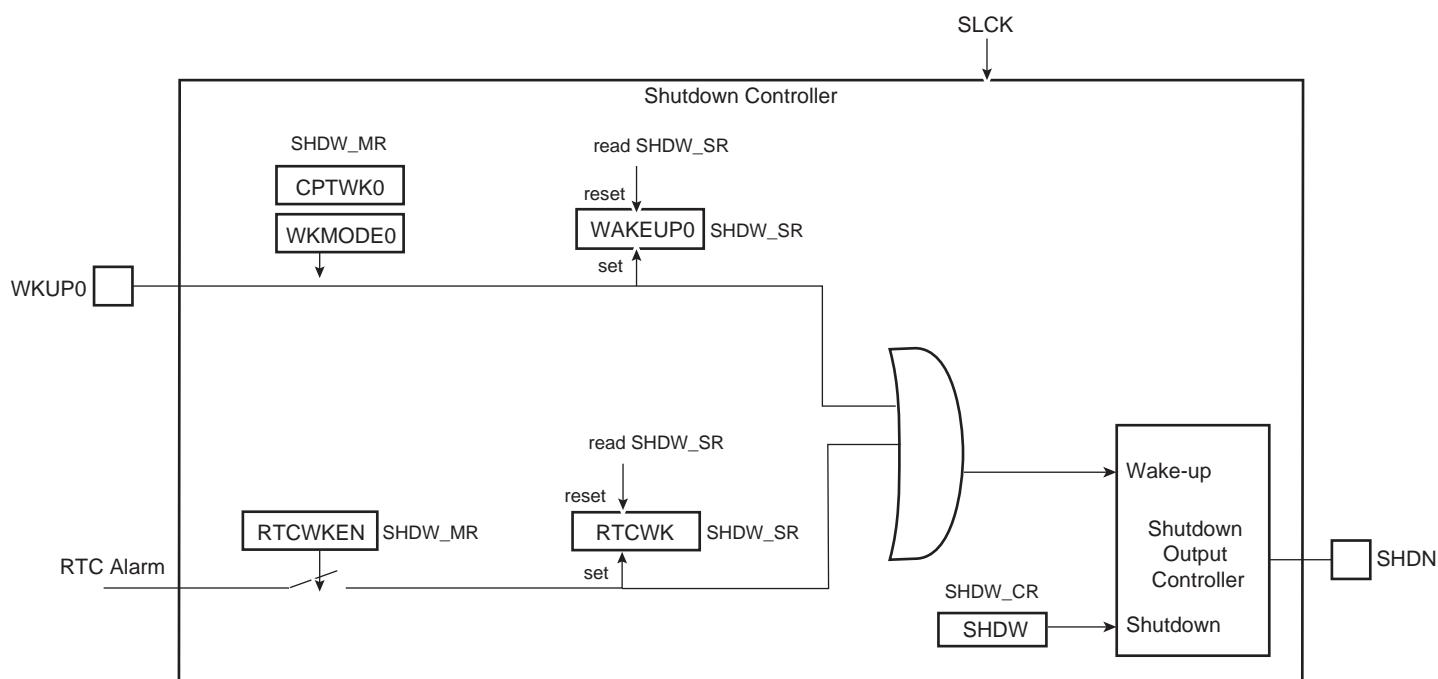 SLCK
Shutdown Controller
SHDW_MR
CPTWK0
WKMODE0
read SHDW_SR
reset
WAKEUP0 SHDW_SR
set
WKUP0
read SHDW_SR
reset
RTCWKEN SHDW_MR
RTCWK SHDW_SR
set
RTC Alarm
Wake-up
Shutdown
Output
Controller
SHDN
SHDW_CR
SHDW
Shutdown